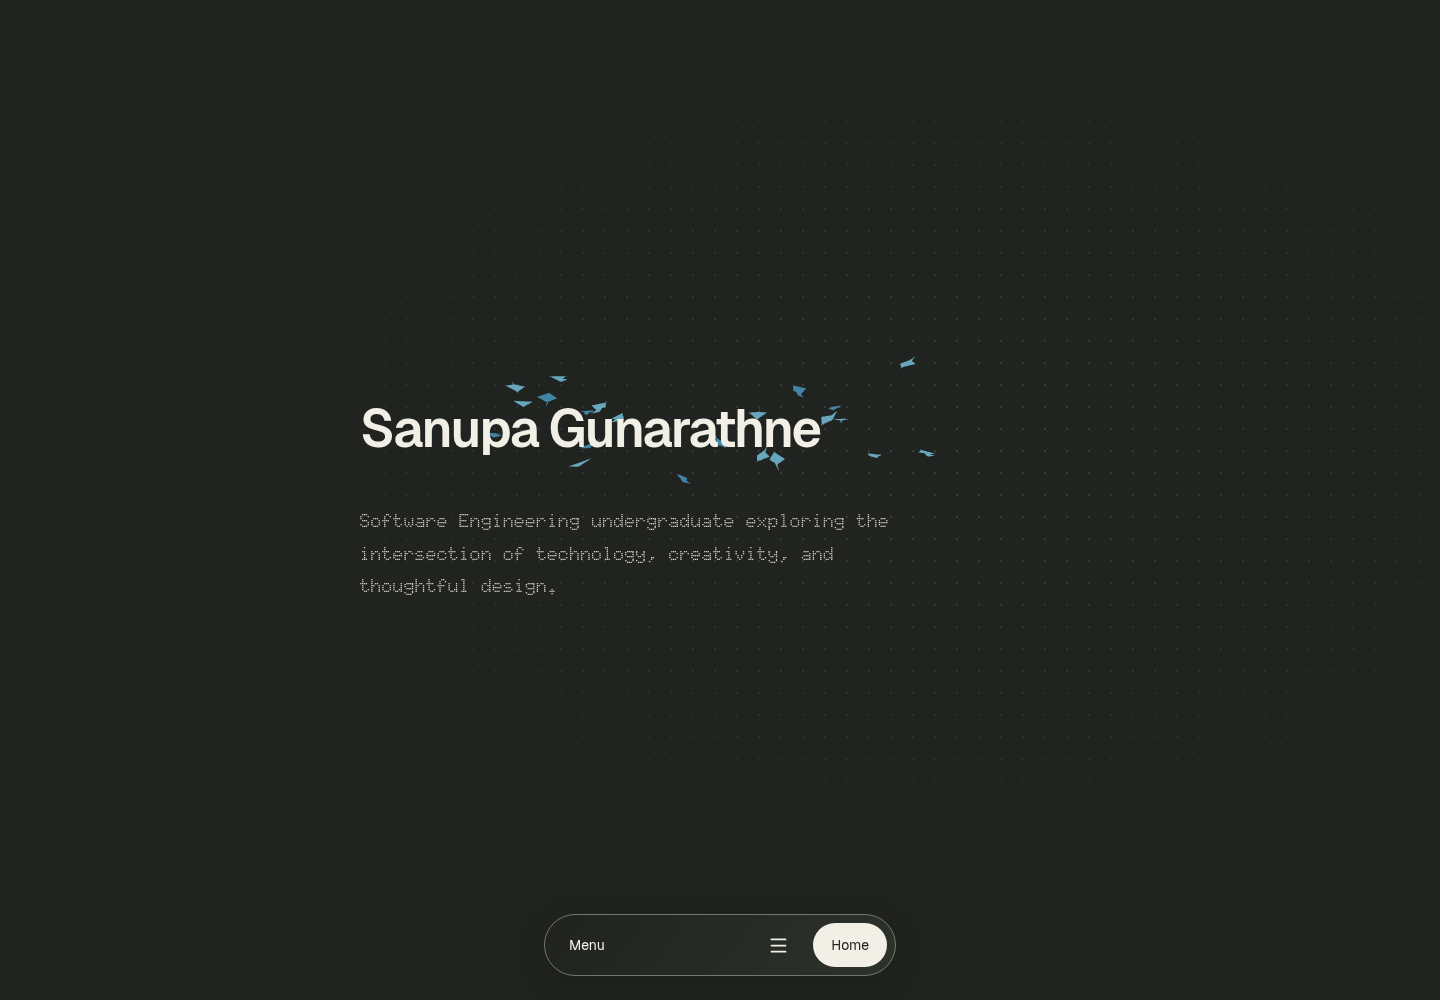 Sanupa Gunarathne
Software Engineering undergraduate exploring the
intersection of technology, creativity, and
thoughtful design.
Menu
Home